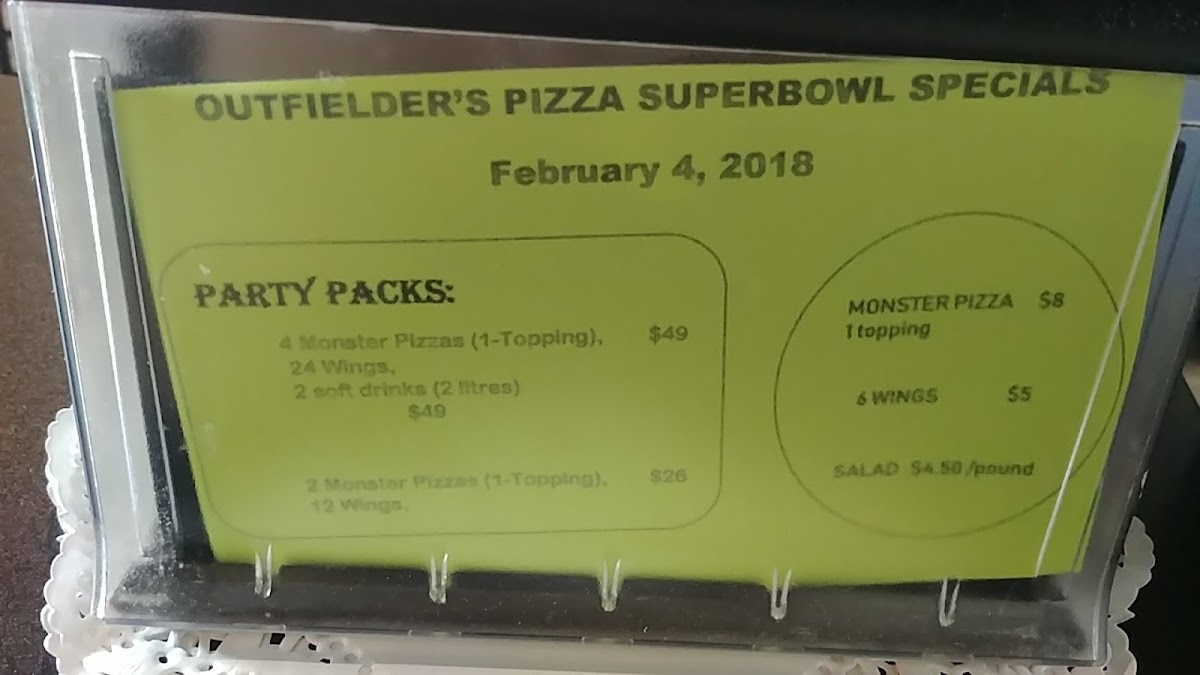 OUTFIELDER'S PIZZA SUPERBOWL SPECIALS
February 4, 2018
PARTY PACKS:
4 Monster Pizzas (1-Topping), $49
24 Wings,
2 soft drinks (2 litres)
$49
2 Monster Pizzas (1-Topping), $26
12 Wings,
MONSTER PIZZA $8
1 topping
6 WINGS $5
SALAD $4.50 /pound